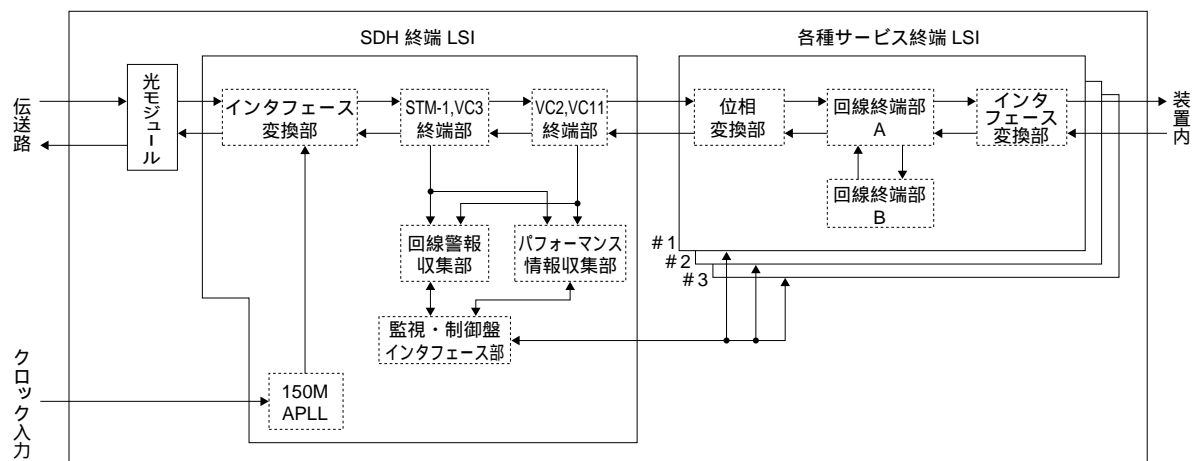 SDH 終端 LSI
各種サービス終端 LSI
伝送路
光モジュール
インタフェース
変換部
STM-1,VC3
終端部
VC2,VC11
終端部
位相
変換部
回線終端部
A
インタ
フェース
変換部
装置内
回線終端部
B
回線警報
収集部
パフォーマンス
情報収集部
#1
#2
#3
監視・制御盤
インタフェース部
クロック入力
150M
APLL